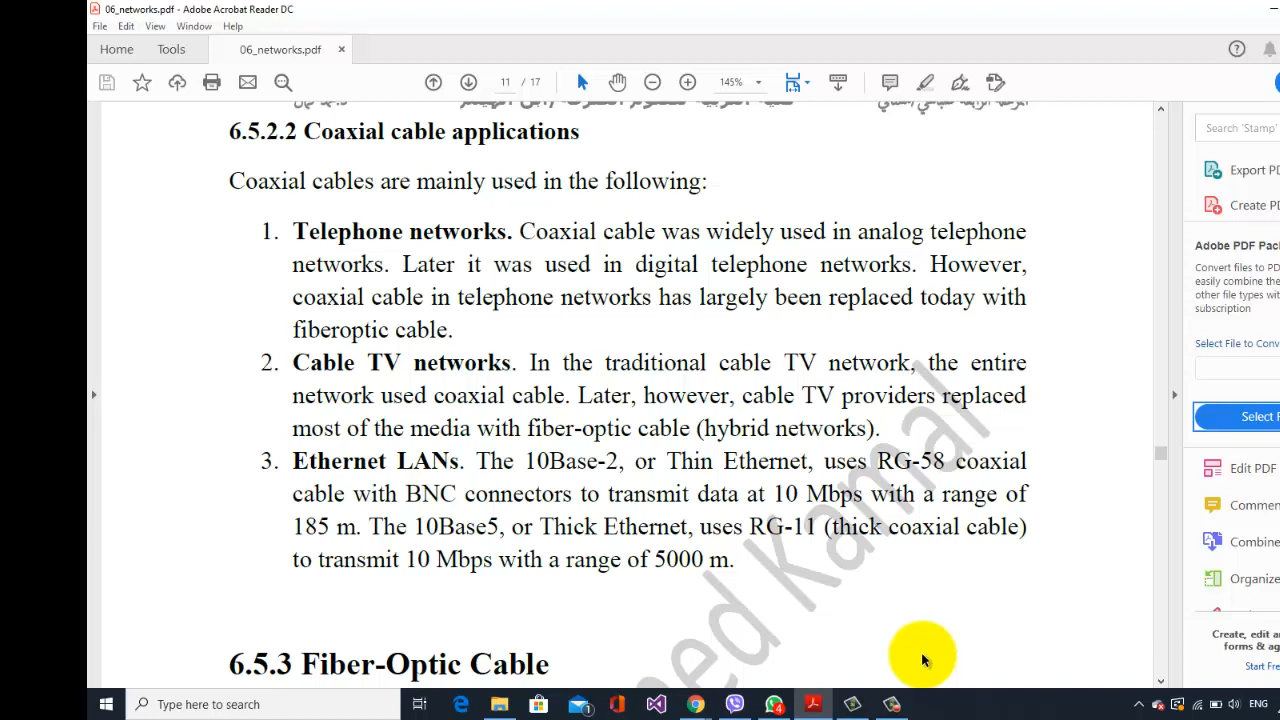 06_networks.pdf - Adobe Acrobat Reader DC
File Edit View Window Help
Home Tools 06_networks.pdf ×
11 / 17 145%
6.5.2.2 Coaxial cable applications
Coaxial cables are mainly used in the following:
1. Telephone networks. Coaxial cable was widely used in analog telephone
networks. Later it was used in digital telephone networks. However,
coaxial cable in telephone networks has largely been replaced today with
fiberoptic cable.
2. Cable TV networks. In the traditional cable TV network, the entire
network used coaxial cable. Later, however, cable TV providers replaced
most of the media with fiber-optic cable (hybrid networks).
3. Ethernet LANs. The 10Base-2, or Thin Ethernet, uses RG-58 coaxial
cable with BNC connectors to transmit data at 10 Mbps with a range of
185 m. The 10Base5, or Thick Ethernet, uses RG-11 (thick coaxial cable)
to transmit 10 Mbps with a range of 5000 m.
6.5.3 Fiber-Optic Cable
ed Kamal
Search 'Stamp'
Export PD
Create PD
Adobe PDF Pack
Convert files to PD
easily combine the
other file types wit
subscription
Select File to Conv
Select F
Edit PDF
Commen
Combine
Organize
Create, edit an
forms & ag
Start Fre
Type here to search
1
4
ENG